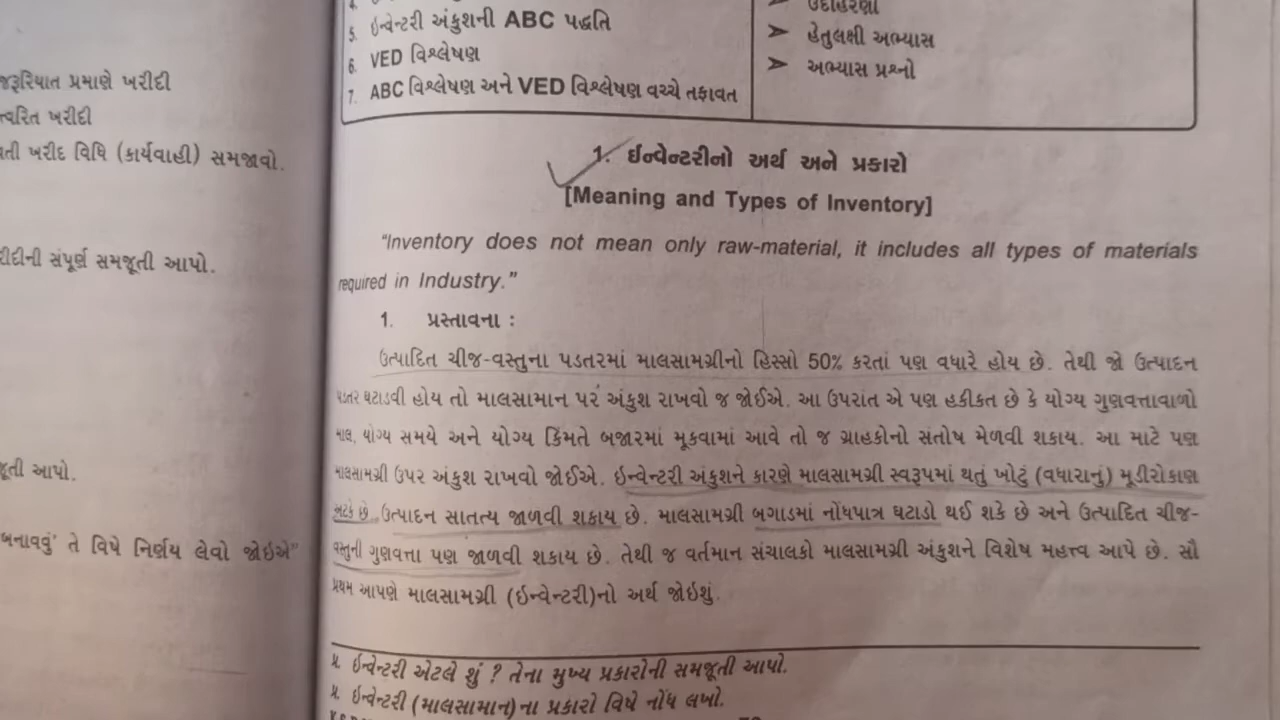 જરૂરિયાત પ્રમાણે ખરીદી
ત્વરિત ખરીદી
ખરીદ વિધિ (કાર્યવાહી) સમજાવો.
સંપૂર્ણ સમજૂતી આપો.
આપો.
બનાવવું' તે વિષે નિર્ણય લેવો જોઇએ”
5. ઇન્વેન્ટરી અંકુશની ABC પદ્ધતિ
6. VED વિશ્લેષણ
7. ABC વિશ્લેષણ અને VED વિશ્લેષણ વચ્ચે તફાવત
➤ ઉદાહરણો
➤ હેતુલક્ષી અભ્યાસ
➤ અભ્યાસ પ્રશ્નો
1. ઈન્વેન્ટરીનો અર્થ અને પ્રકારો
[Meaning and Types of Inventory]
“Inventory does not mean only raw-material, it includes all types of materials
required in Industry.”
1. પ્રસ્તાવના :
ઉત્પાદિત ચીજ-વસ્તુના પડતરમાં માલસામગ્રીનો હિસ્સો 50% કરતાં પણ વધારે હોય છે. તેથી જો ઉત્પાદન
પડતર ઘટાડવી હોય તો માલસામાન પર અંકુશ રાખવો જ જોઈએ. આ ઉપરાંત એ પણ હકીકત છે કે યોગ્ય ગુણવત્તાવાળો
માલ, યોગ્ય સમયે અને યોગ્ય કિંમતે બજારમાં મૂકવામાં આવે તો જ ગ્રાહકોનો સંતોષ મેળવી શકાય. આ માટે પણ
માલસામગ્રી ઉપર અંકુશ રાખવો જોઈએ. ઇન્વેન્ટરી અંકુશને કારણે માલસામગ્રી સ્વરૂપમાં થતું ખોટું (વધારાનું) મૂડીરોકાણ
અટકે છે. ઉત્પાદન સાતત્ય જાળવી શકાય છે. માલસામગ્રી બગાડમાં નોંધપાત્ર ઘટાડો થઈ શકે છે અને ઉત્પાદિત ચીજ-
વસ્તુની ગુણવત્તા પણ જાળવી શકાય છે. તેથી જ વર્તમાન સંચાલકો માલસામગ્રી અંકુશને વિશેષ મહત્ત્વ આપે છે. સૌ
પ્રથમ આપણે માલસામગ્રી (ઇન્વેન્ટરી)નો અર્થ જોઇશું.
પ્ર. ઇન્વેન્ટરી એટલે શું ? તેના મુખ્ય પ્રકારોની સમજૂતી આપો.
પ્ર. ઇન્વેન્ટરી (માલસામાન)ના પ્રકારો વિષે નોંધ લખો.